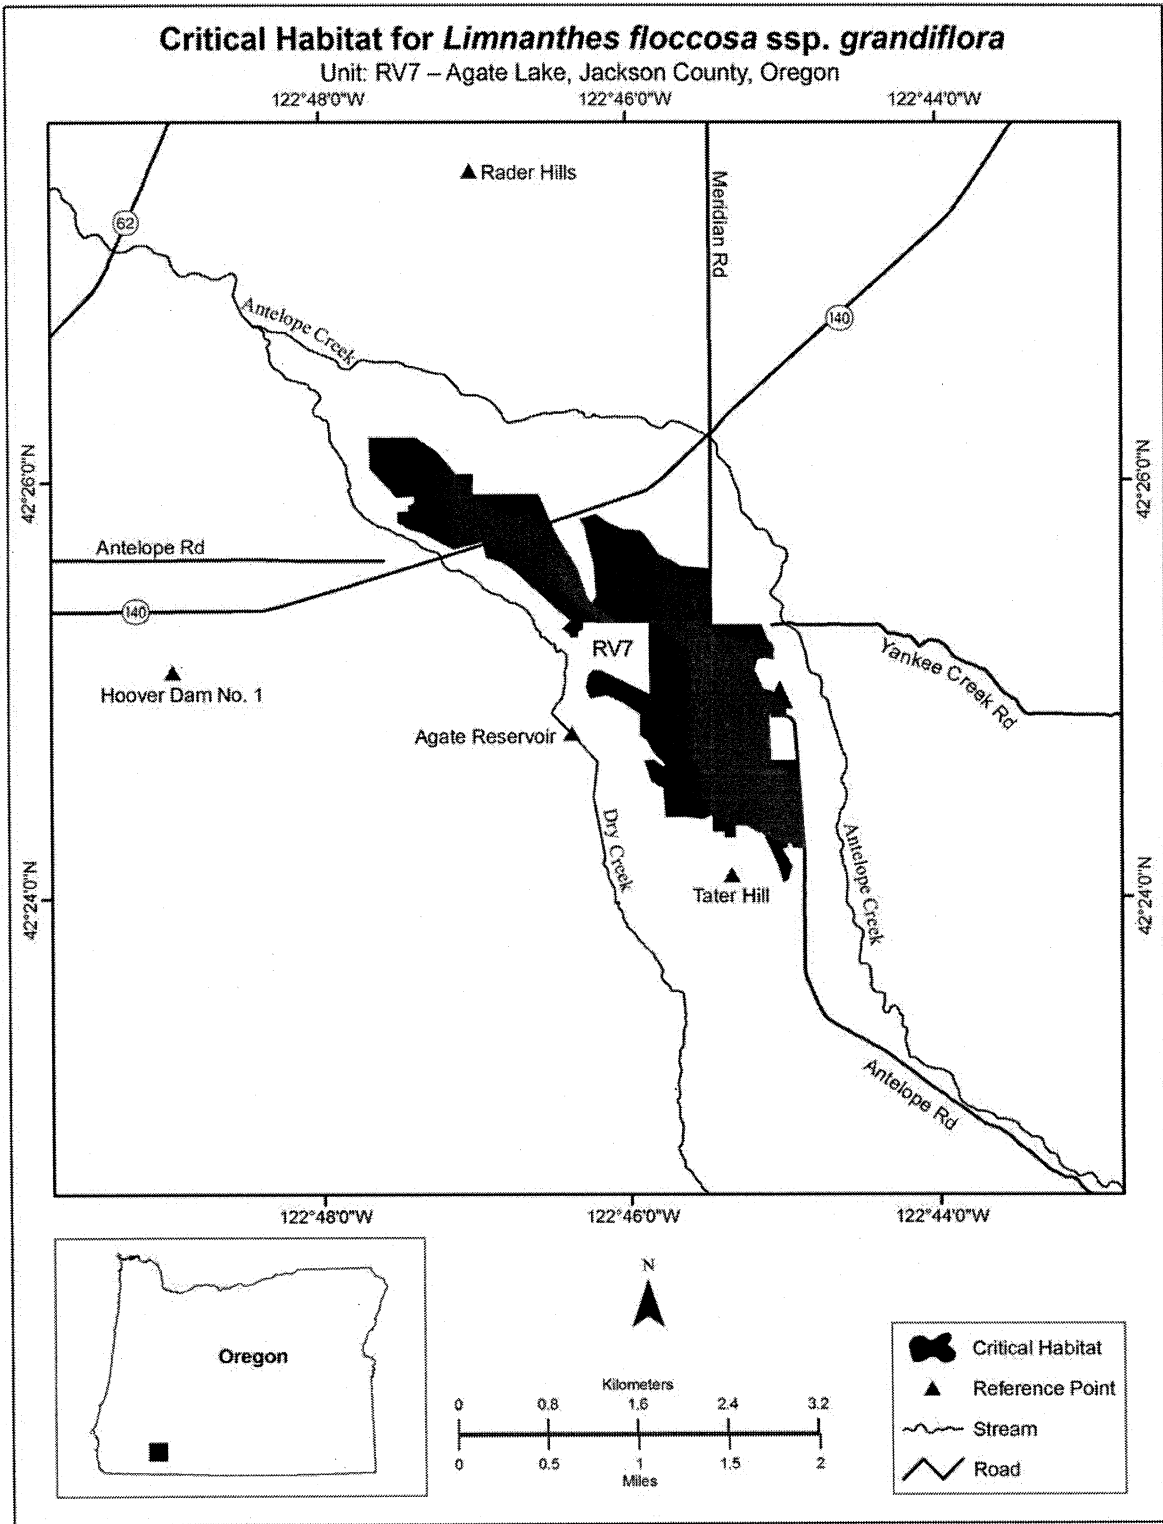 Critical Habitat for Limnanthes floccosa ssp. grandiflora
Unit: RV7 – Agate Lake, Jackson County, Oregon
122°48'0"W
122°46'0"W
122°44'0"W
Rader Hills
Meridian Rd
62
140
Antelope Creek
42°26'0"N
42°26'0"N
Antelope Rd
140
RV7
Yankee Creek Rd
Hoover Dam No. 1
Agate Reservoir
Dry Creek
Antelope Creek
Tater Hill
42°24'0"N
42°24'0"N
Antelope Rd
122°48'0"W
122°46'0"W
122°44'0"W
Oregon
N
Kilometers
0 0.8 1.6 2.4 3.2
0 0.5 1 1.5 2
Miles
Critical Habitat
Reference Point
Stream
Road